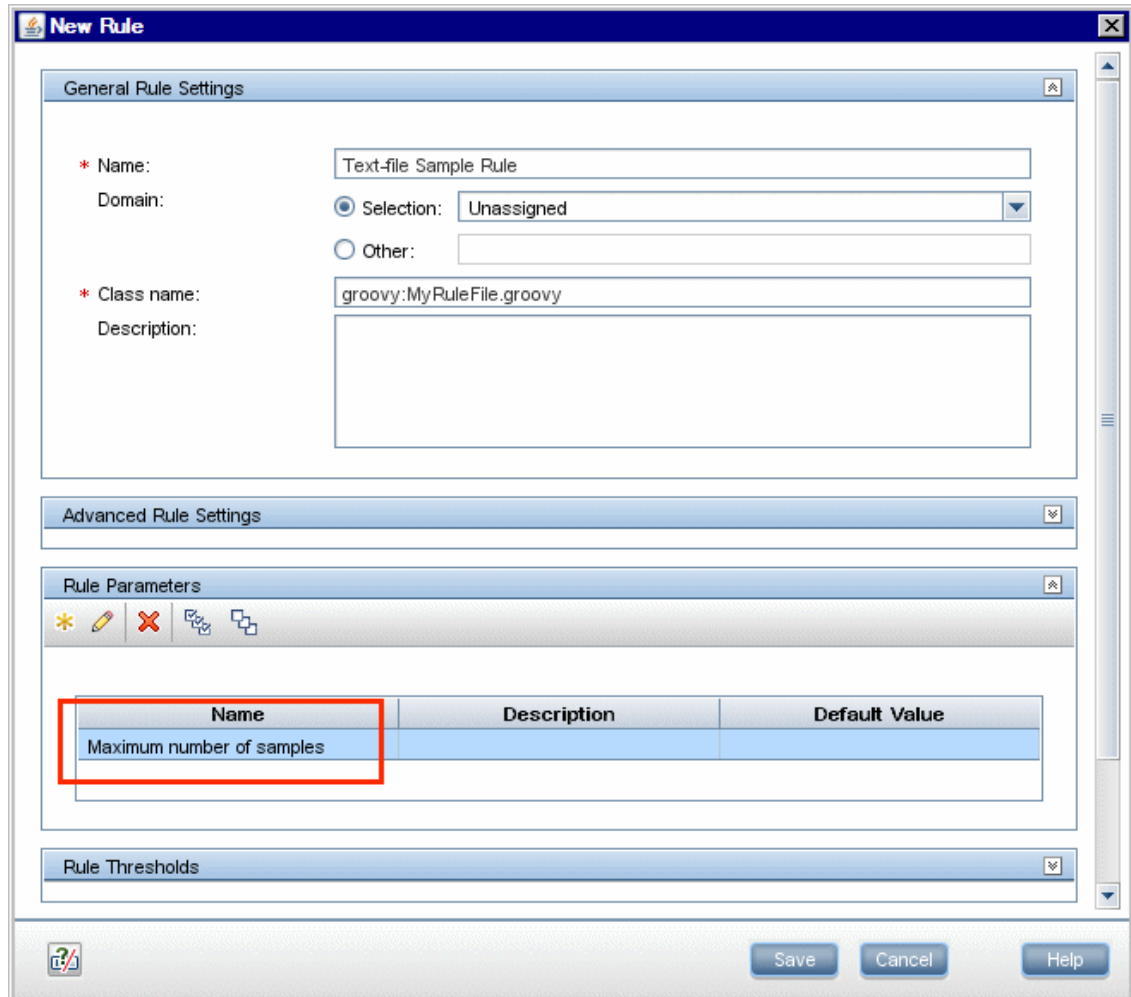 New Rule
General Rule Settings
* Name: Text-file Sample Rule
Domain: Selection: Unassigned
Other:
* Class name: groovy:MyRuleFile.groovy
Description:
Advanced Rule Settings
Rule Parameters
Name Description Default Value
Maximum number of samples
Rule Thresholds
Save Cancel Help